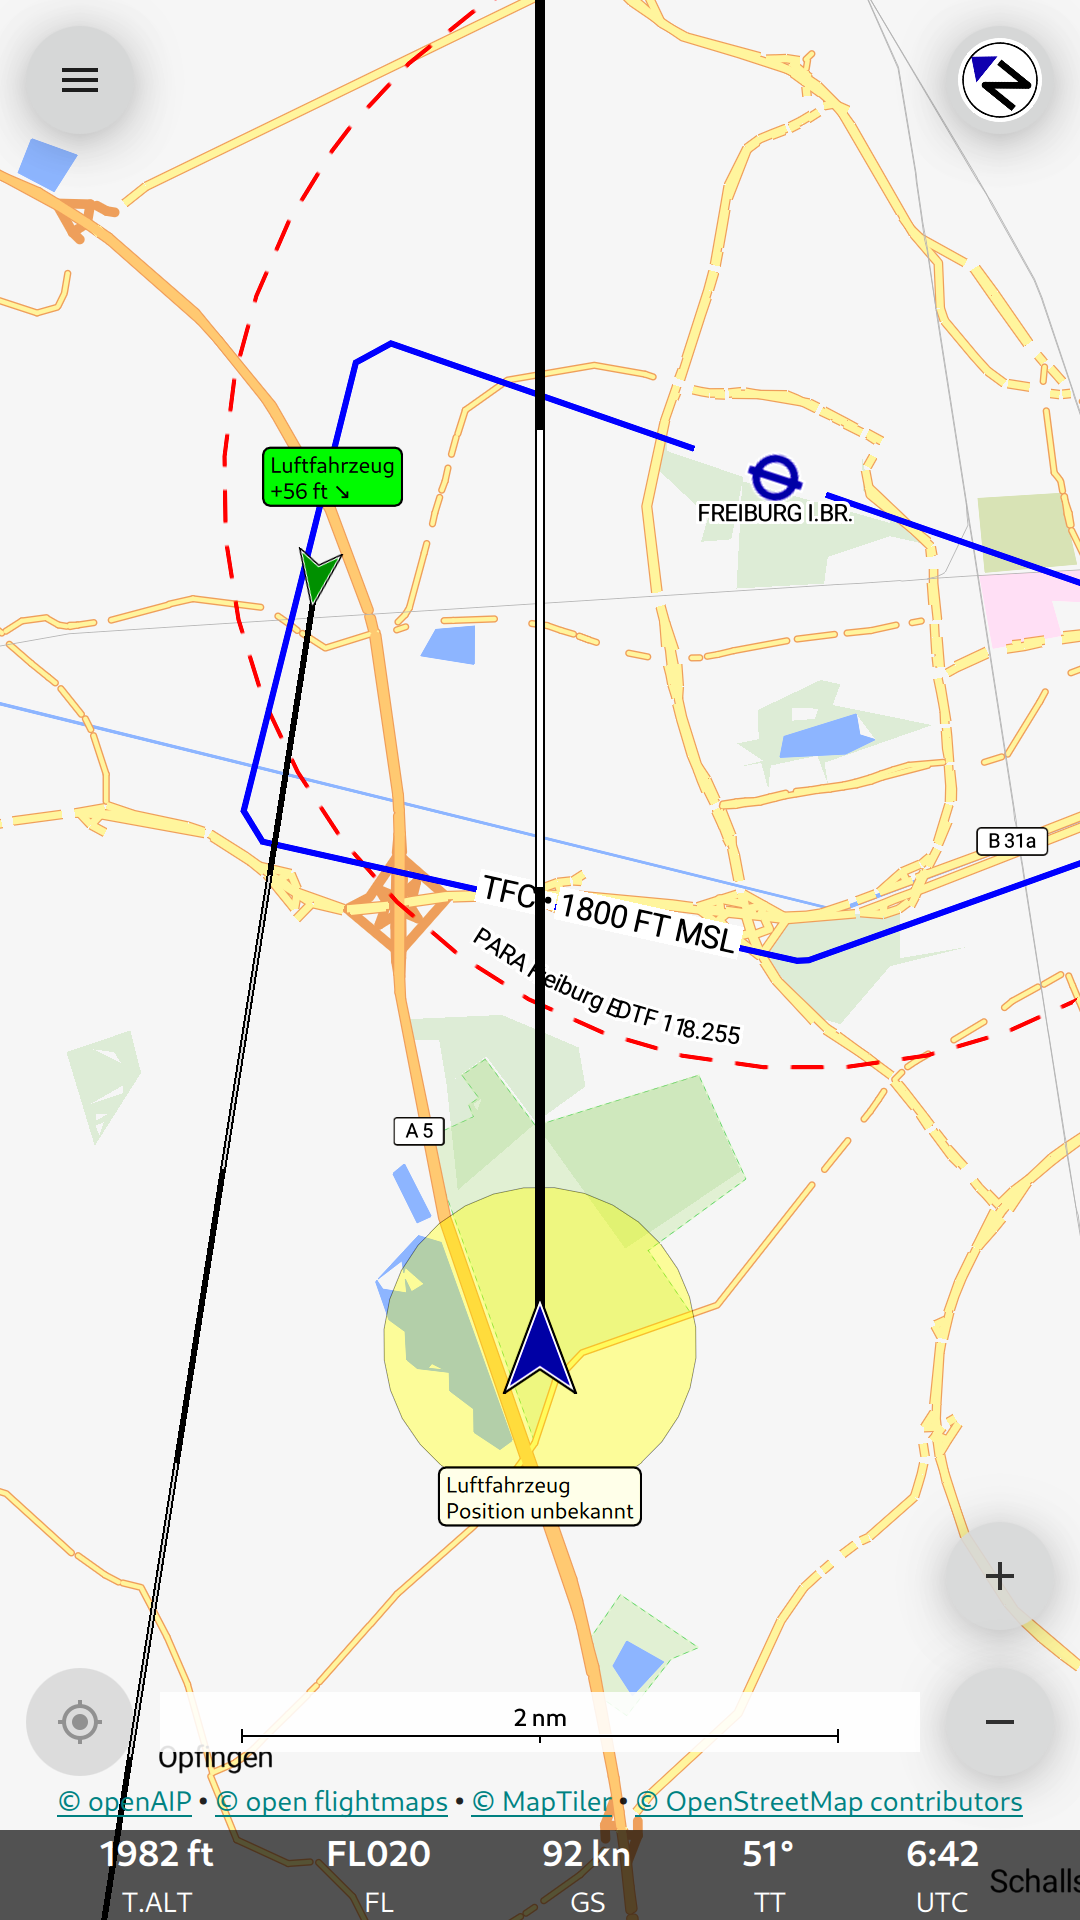 Luftfahrzeug
+56 ft ↘
FREIBURG I.BR.
B 31a
TFC • 1800 FT MSL
PARA Freiburg EDTF 118.255
A 5
Luftfahrzeug
Position unbekannt
+
−
2 nm
Opfingen
© openAIP • © open flightmaps • © MapTiler • © OpenStreetMap contributors
1982 ft FL020 92 kn 51° 6:42
T.ALT FL GS TT UTC